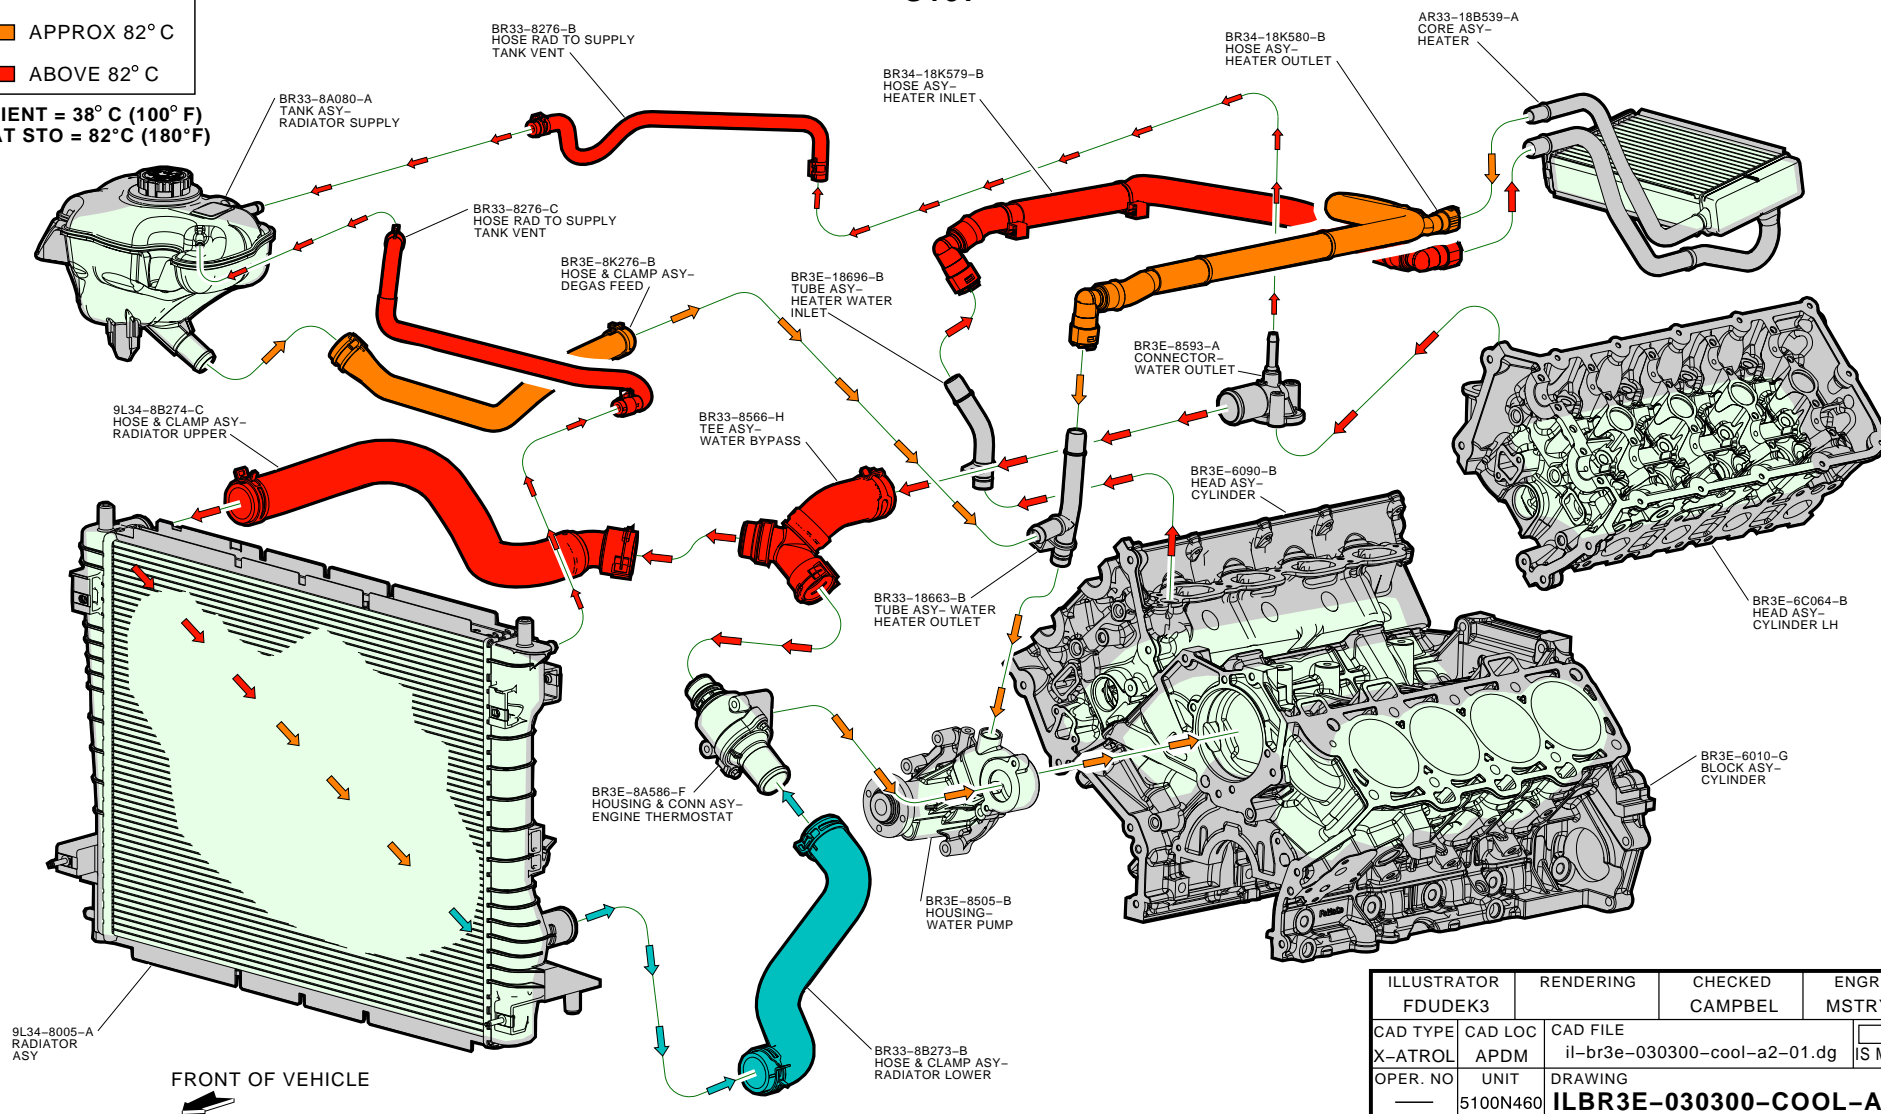 APPROX 82° C
ABOVE 82° C
IENT = 38° C (100° F)
AT STO = 82°C (180°F)
BR33-8A080-A
TANK ASY-
RADIATOR SUPPLY
BR33-8276-B
HOSE RAD TO SUPPLY
TANK VENT
BR34-18K579-B
HOSE ASY-
HEATER INLET
BR34-18K580-B
HOSE ASY-
HEATER OUTLET
AR33-18B539-A
CORE ASY-
HEATER
BR33-8276-C
HOSE RAD TO SUPPLY
TANK VENT
BR3E-8K276-B
HOSE & CLAMP ASY-
DEGAS FEED
BR3E-18696-B
TUBE ASY-
HEATER WATER
INLET
BR3E-8593-A
CONNECTOR-
WATER OUTLET
9L34-8B274-C
HOSE & CLAMP ASY-
RADIATOR UPPER
BR33-8566-H
TEE ASY-
WATER BYPASS
BR3E-6090-B
HEAD ASY-
CYLINDER
BR33-18663-B
TUBE ASY- WATER
HEATER OUTLET
BR3E-6C064-B
HEAD ASY-
CYLINDER LH
BR3E-8A586-F
HOUSING & CONN ASY-
ENGINE THERMOSTAT
BR3E-6010-G
BLOCK ASY-
CYLINDER
BR3E-8505-B
HOUSING-
WATER PUMP
9L34-8005-A
RADIATOR
ASY
BR33-8B273-B
HOSE & CLAMP ASY-
RADIATOR LOWER
FRONT OF VEHICLE
ILLUSTRATOR RENDERING CHECKED ENGR
FDUDEK3 CAMPBEL MSTRY
CAD TYPE CAD LOC CAD FILE
X-ATROL APDM il-br3e-030300-cool-a2-01.dg IS M
OPER. NO UNIT DRAWING
5100N460 ILBR3E-030300-COOL-A